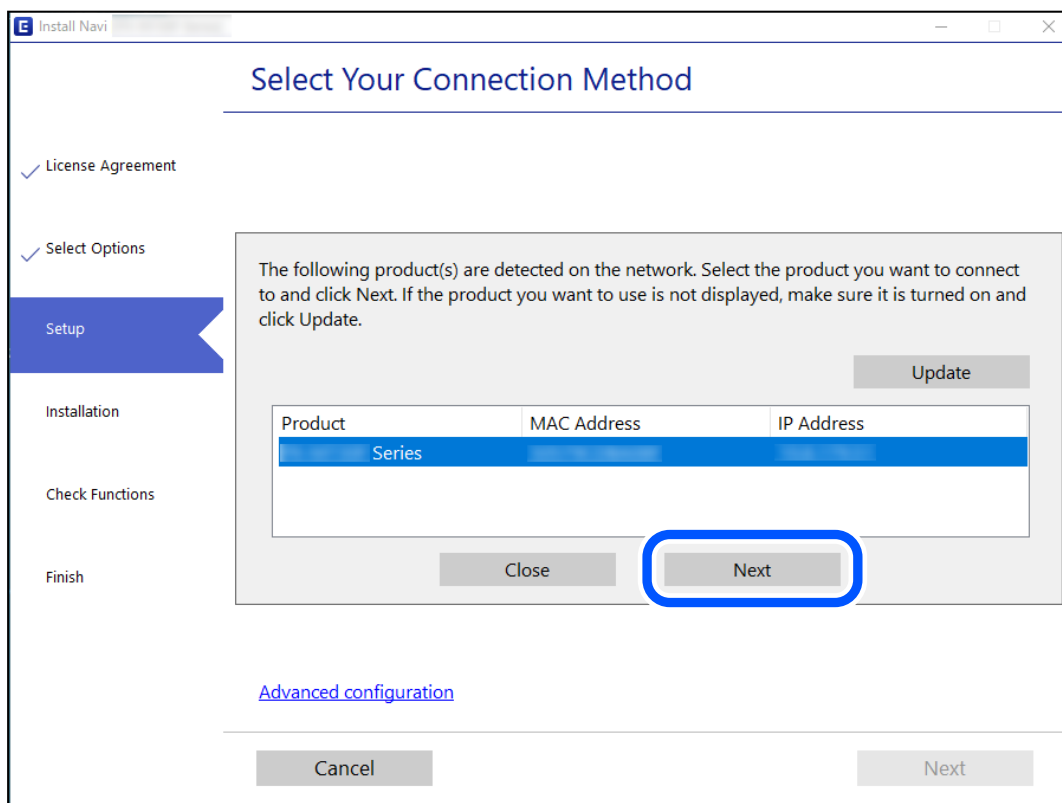 Install Navi
Select Your Connection Method
License Agreement
Select Options
Setup
Installation
Check Functions
Finish
The following product(s) are detected on the network. Select the product you want to connect
to and click Next. If the product you want to use is not displayed, make sure it is turned on and
click Update.
Update
Product MAC Address IP Address
Series
Close Next
Advanced configuration
Cancel Next